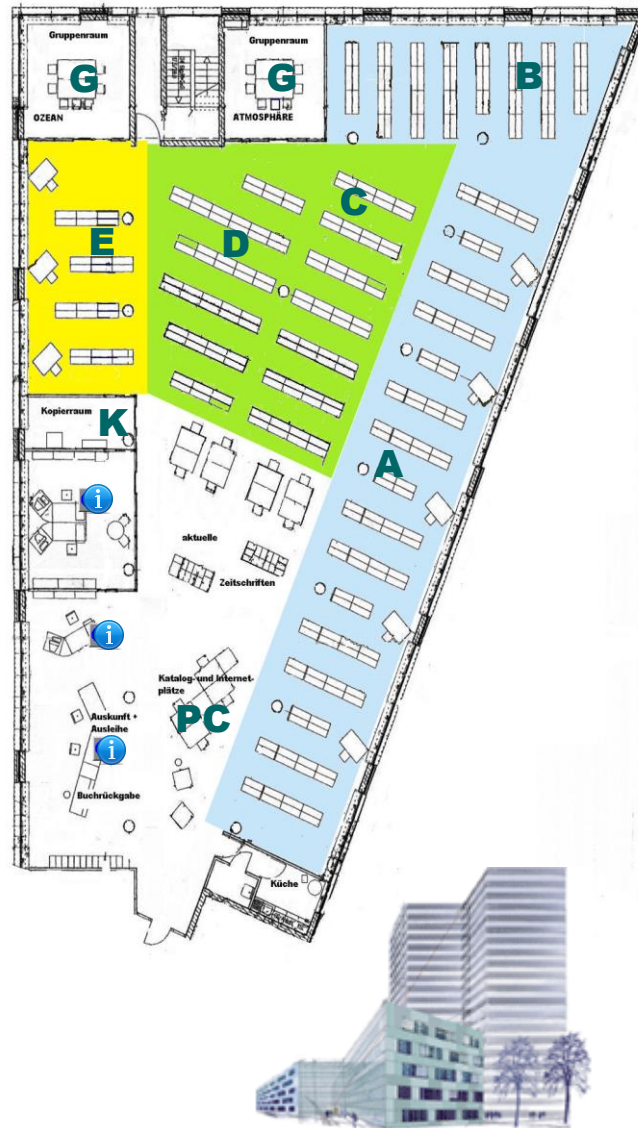 Gruppenraum
G
OZEAN
Gruppenraum
G
ATMOSPHÄRE
B
C
D
E
Kopierraum
K
A
i
aktuelle
Zeitschriften
i
Katalog-und Internet-
plätze
PC
Auskunft +
Ausleihe
i
Buchrückgabe
Küche